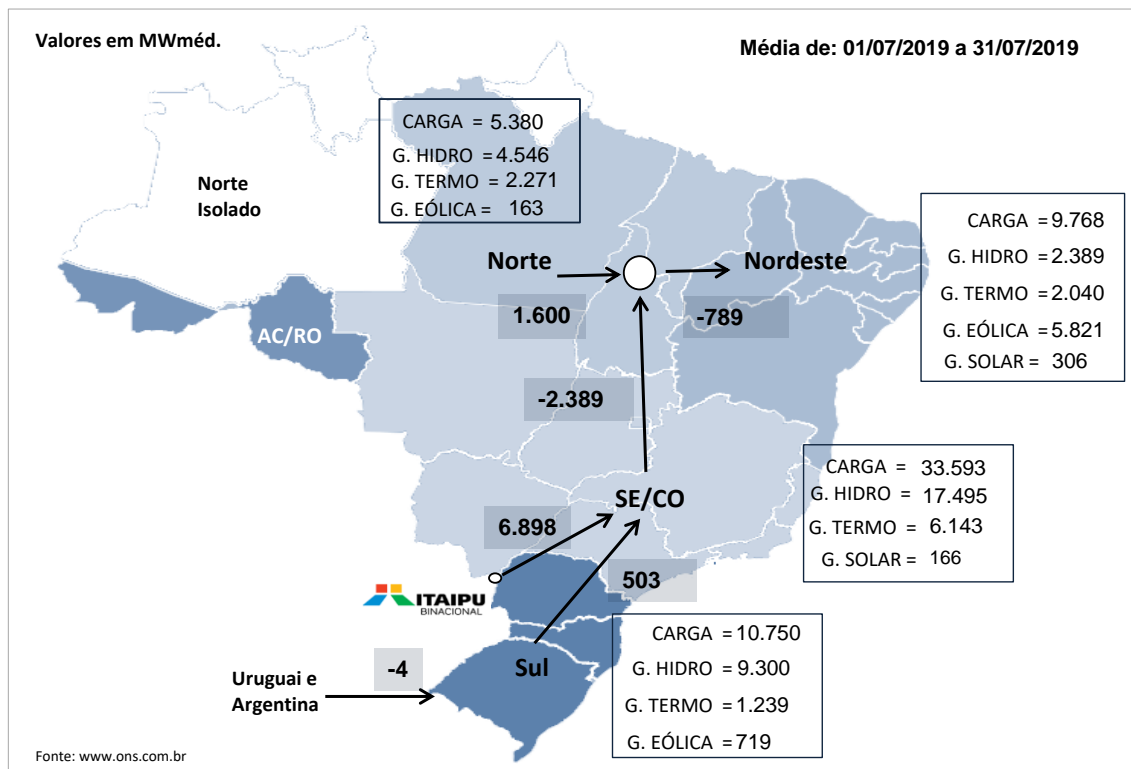 Valores em MWméd.
Média de: 01/07/2019 a 31/07/2019
CARGA = 5.380
G. HIDRO = 4.546
G. TERMO = 2.271
G. EÓLICA = 163
Norte
Isolado
CARGA = 9.768
G. HIDRO = 2.389
G. TERMO = 2.040
G. EÓLICA = 5.821
G. SOLAR = 306
Norte
Nordeste
1.600
-789
AC/RO
-2.389
CARGA = 33.593
G. HIDRO = 17.495
G. TERMO = 6.143
G. SOLAR = 166
SE/CO
6.898
503
ITAIPU
BINACIONAL
CARGA = 10.750
G. HIDRO = 9.300
G. TERMO = 1.239
G. EÓLICA = 719
Sul
-4
Uruguai e
Argentina
Fonte: www.ons.com.br